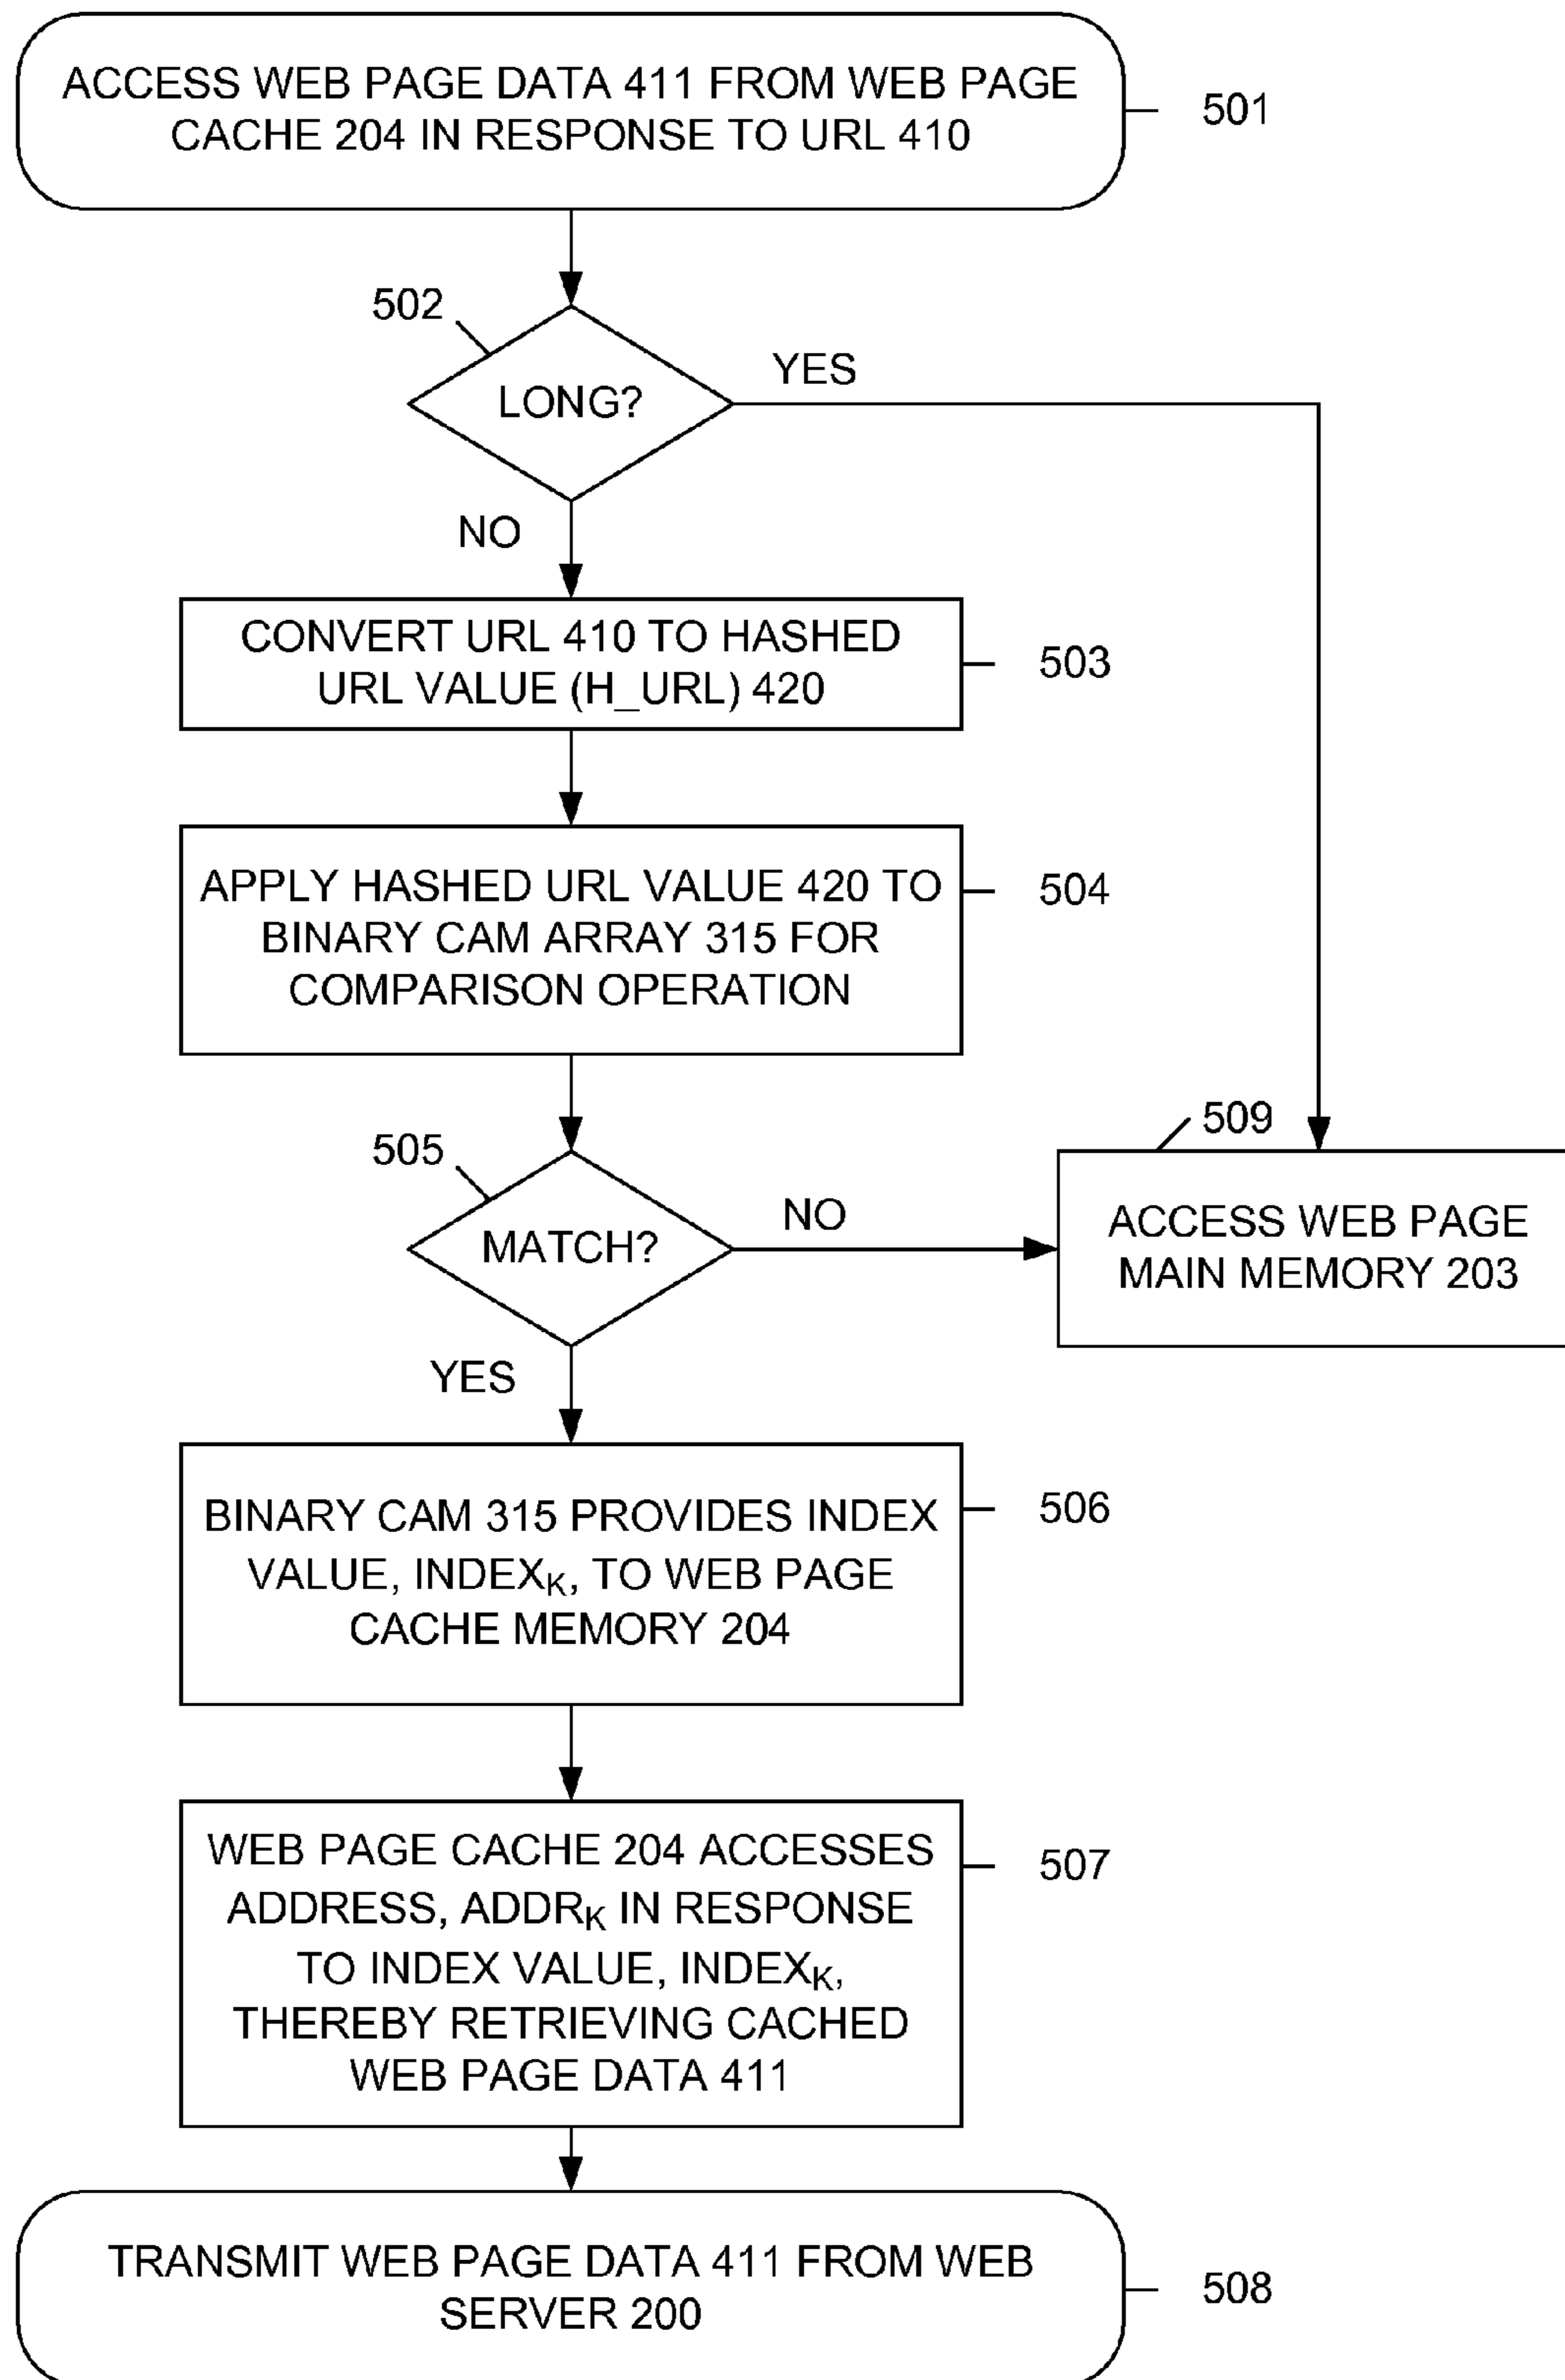 ACCESS WEB PAGE DATA 411 FROM WEB PAGE
CACHE 204 IN RESPONSE TO URL 410
501
502
LONG?
YES
NO
CONVERT URL 410 TO HASHED
URL VALUE (H_URL) 420
503
APPLY HASHED URL VALUE 420 TO
BINARY CAM ARRAY 315 FOR
COMPARISON OPERATION
504
505
MATCH?
NO
YES
509
ACCESS WEB PAGE
MAIN MEMORY 203
BINARY CAM 315 PROVIDES INDEX
VALUE, INDEXK, TO WEB PAGE
CACHE MEMORY 204
506
WEB PAGE CACHE 204 ACCESSES
ADDRESS, ADDRK IN RESPONSE
TO INDEX VALUE, INDEXK,
THEREBY RETRIEVING CACHED
WEB PAGE DATA 411
507
TRANSMIT WEB PAGE DATA 411 FROM WEB
SERVER 200
508